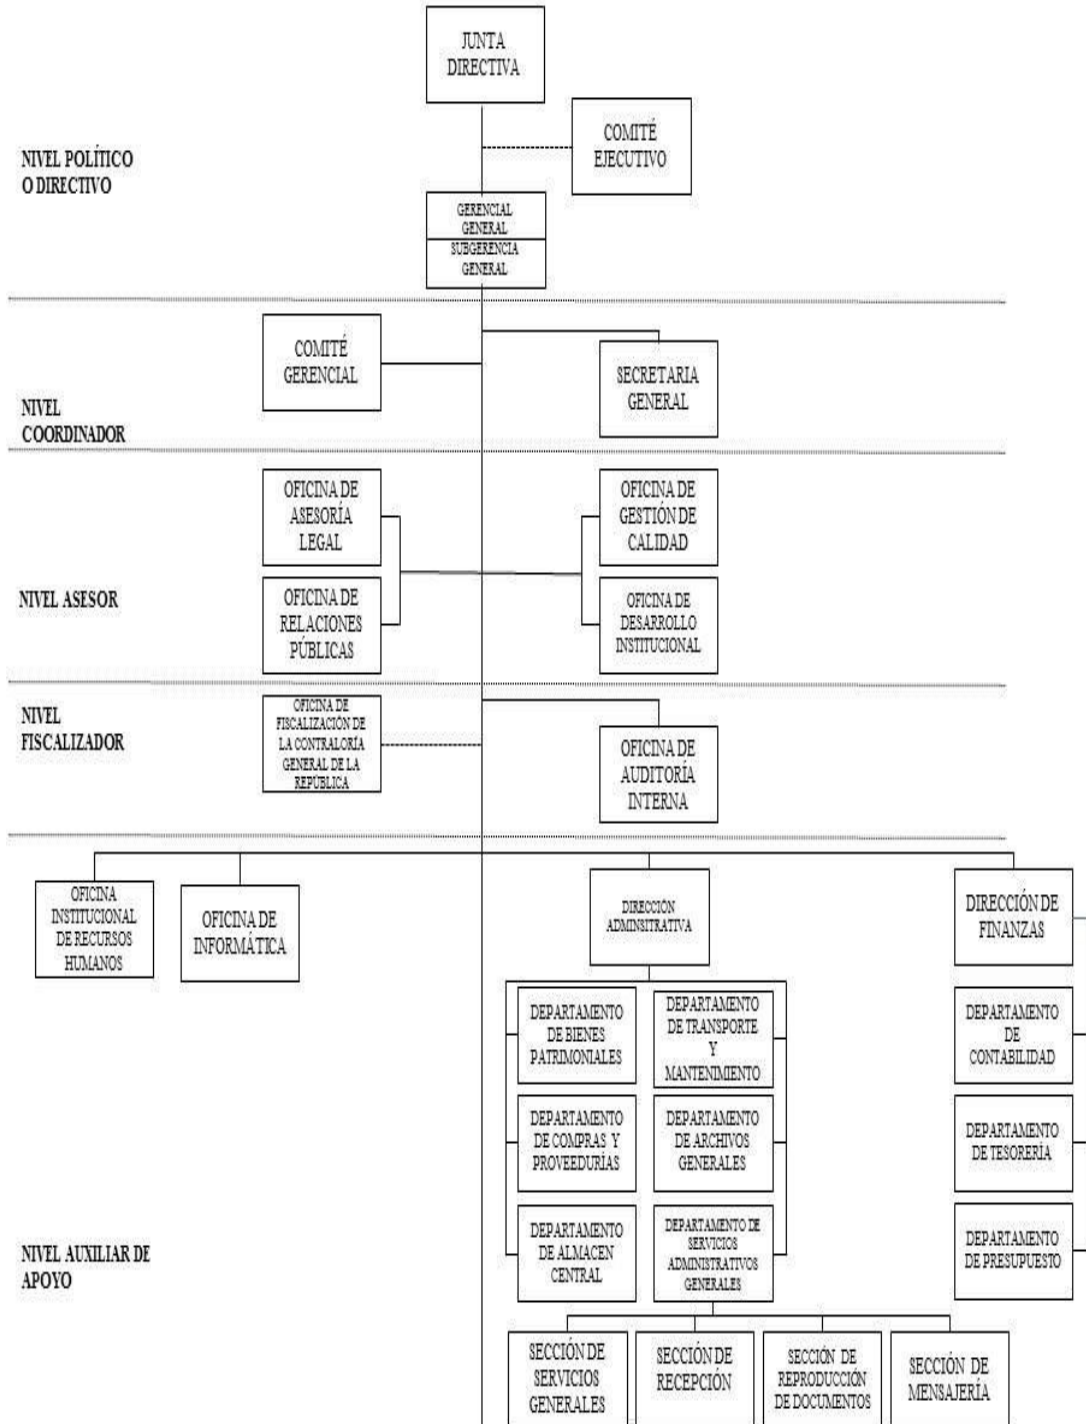 JUNTA
DIRECTIVA
COMITÉ
EJECUTIVO
NIVEL POLÍTICO
O DIRECTIVO
GERENCIAL
GENERAL
SUBGERENCIA
GENERAL
COMITÉ
GERENCIAL
SECRETARIA
GENERAL
NIVEL
COORDINADOR
OFICINA DE
ASESORÍA
LEGAL
OFICINA DE
GESTIÓN DE
CALIDAD
NIVEL ASESOR
OFICINA DE
RELACIONES
PÚBLICAS
OFICINA DE
DESARROLLO
INSTITUCIONAL
NIVEL
FISCALIZADOR
OFICINA DE
FISCALIZACIÓN DE
LA CONTRALORÍA
GENERAL DE LA
REPÚBLICA
OFICINA DE
AUDITORÍA
INTERNA
OFICINA
INSTITUCIONAL
DE RECURSOS
HUMANOS
OFICINA DE
INFORMÁTICA
DIRECCIÓN
ADMINSITRATIVA
DIRECCIÓN DE
FINANZAS
DEPARTAMENTO
DE BIENES
PATRIMONIALES
DEPARTAMENTO
DE TRANSPORTE
Y
MANTENIMIENTO
DEPARTAMENTO
DE
CONTABILIDAD
DEPARTAMENTO
DE COMPRAS Y
PROVEEDURÍAS
DEPARTAMENTO
DE ARCHIVOS
GENERALES
DEPARTAMENTO
DE TESORERÍA
NIVEL AUXILIAR DE
APOYO
DEPARTAMENTO
DE ALMACEN
CENTRAL
DEPARTAMENTO DE
SERVICIOS
ADMINISTRATIVOS
GENERALES
DEPARTAMENTO
DE PRESUPUESTO
SECCIÓN DE
SERVICIOS
GENERALES
SECCIÓN DE
RECEPCIÓN
SECCIÓN DE
REPRODUCCIÓN
DE DOCUMENTOS
SECCIÓN DE
MENSAJERÍA